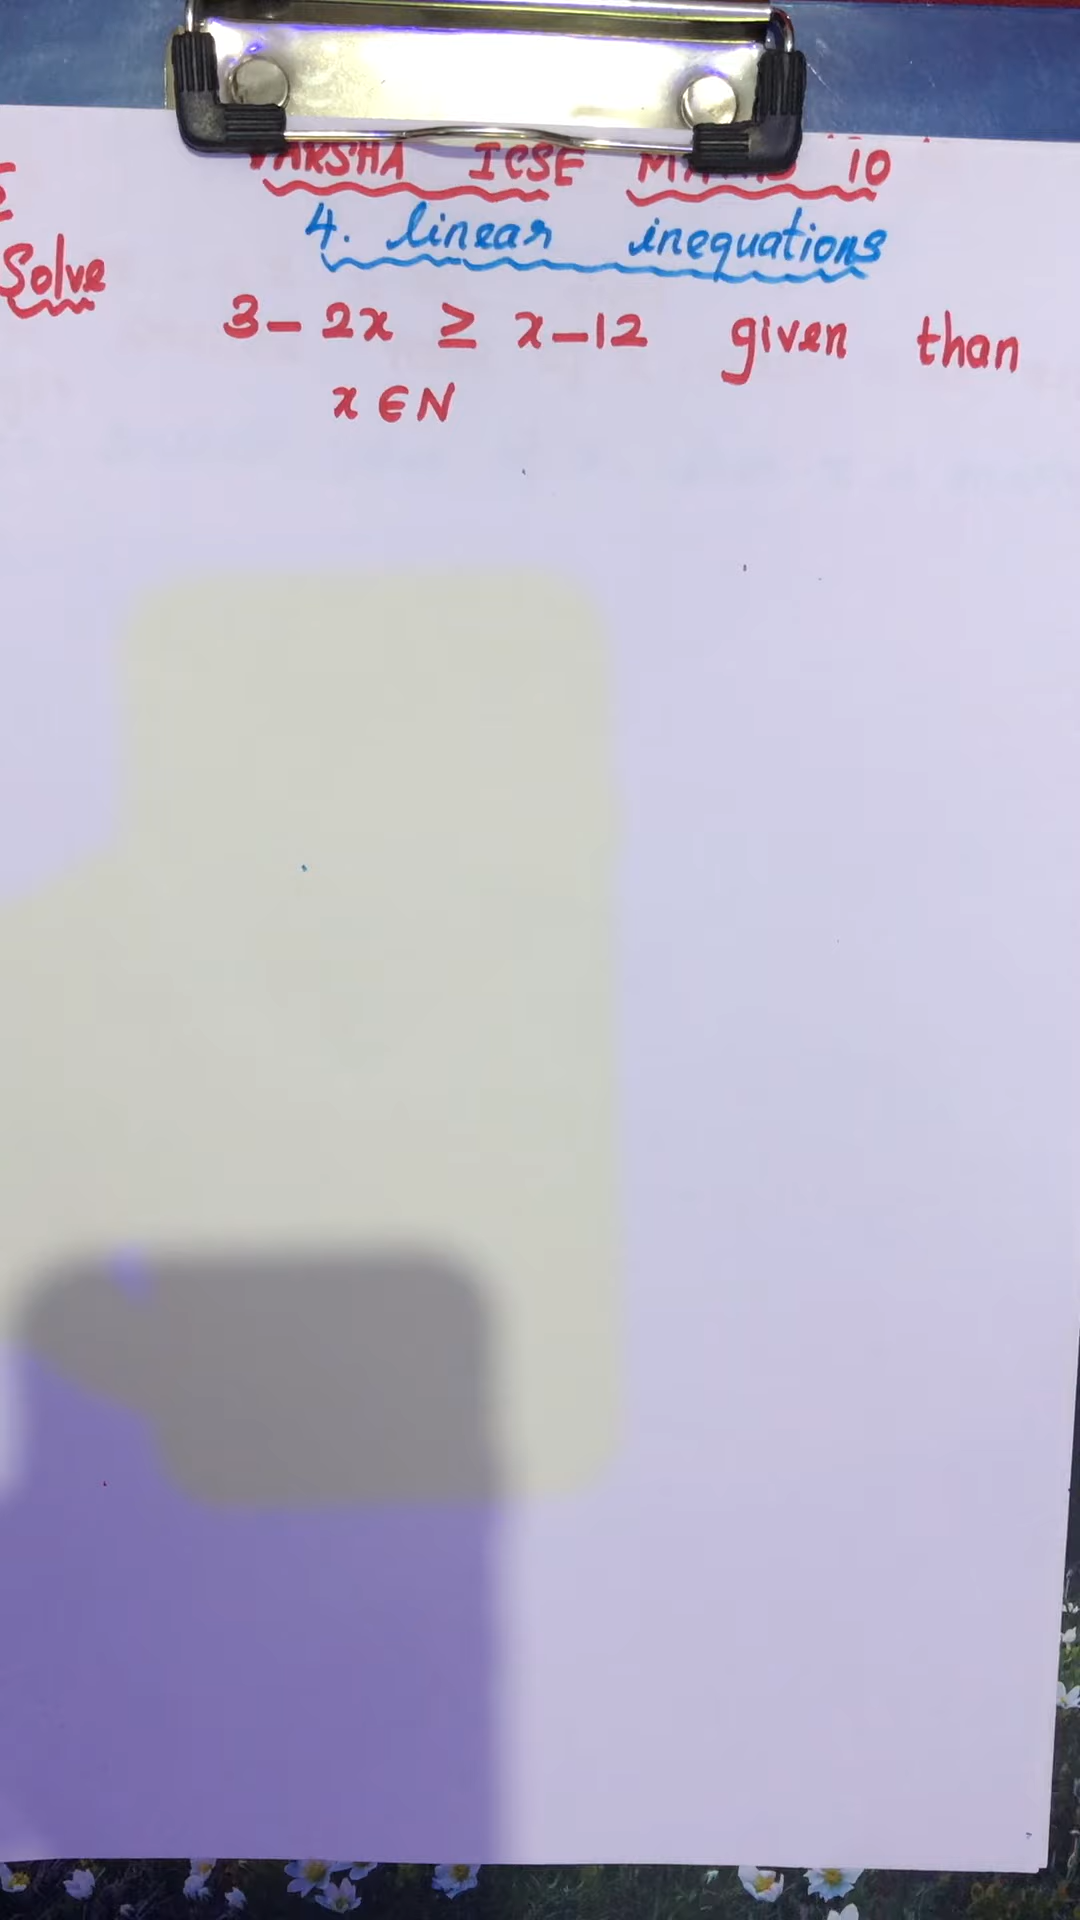 ICSE 10
4. linear inequations
Solve
3 - 2x ≥ x - 12 given than
x ∈ N